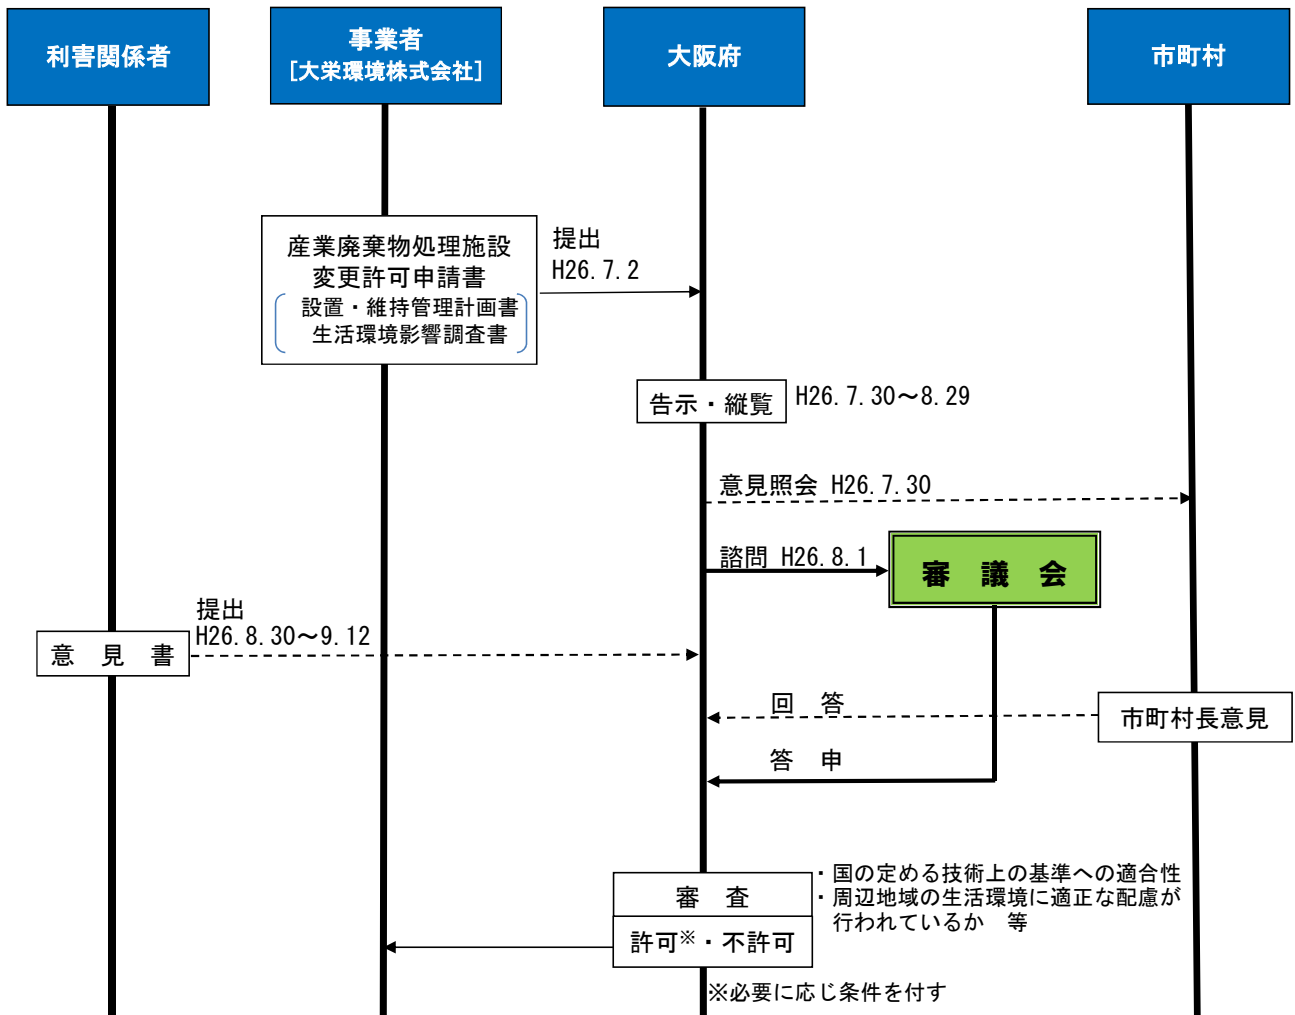 利害関係者
事業者
［大栄環境株式会社］
大阪府
市町村
産業廃棄物処理施設
変更許可申請書
設置・維持管理計画書
生活環境影響調査書
提出
H26.7.2
告示・縦覧
H26.7.30～8.29
意見照会 H26.7.30
諮問 H26.8.1
審 議 会
提出
H26.8.30～9.12
意 見 書
回 答
市町村長意見
答 申
審 査
・国の定める技術上の基準への適合性
・周辺地域の生活環境に適正な配慮が
行われているか 等
許可※・不許可
※必要に応じ条件を付す